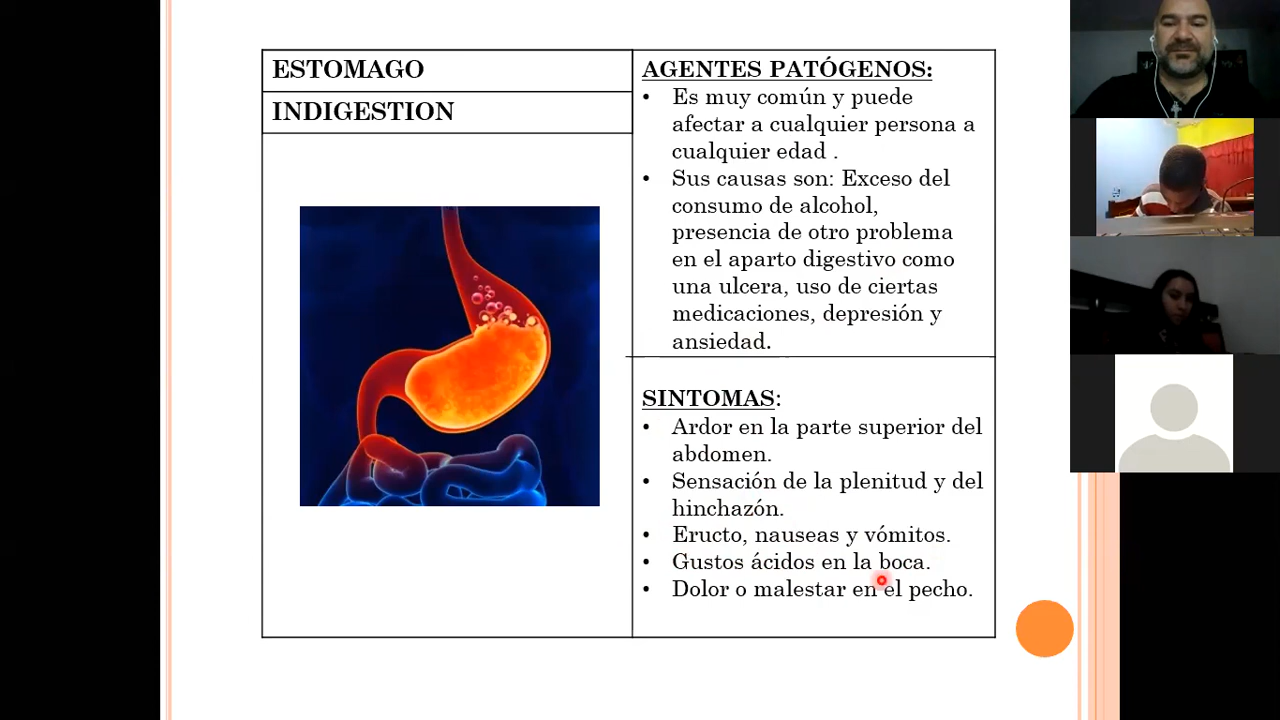 ESTOMAGO
INDIGESTION
AGENTES PATÓGENOS:
• Es muy común y puede
afectar a cualquier persona a
cualquier edad .
• Sus causas son: Exceso del
consumo de alcohol,
presencia de otro problema
en el aparto digestivo como
una ulcera, uso de ciertas
medicaciones, depresión y
ansiedad.
SINTOMAS:
• Ardor en la parte superior del
abdomen.
• Sensación de la plenitud y del
hinchazón.
• Eructo, nauseas y vómitos.
• Gustos ácidos en la boca.
• Dolor o malestar en el pecho.